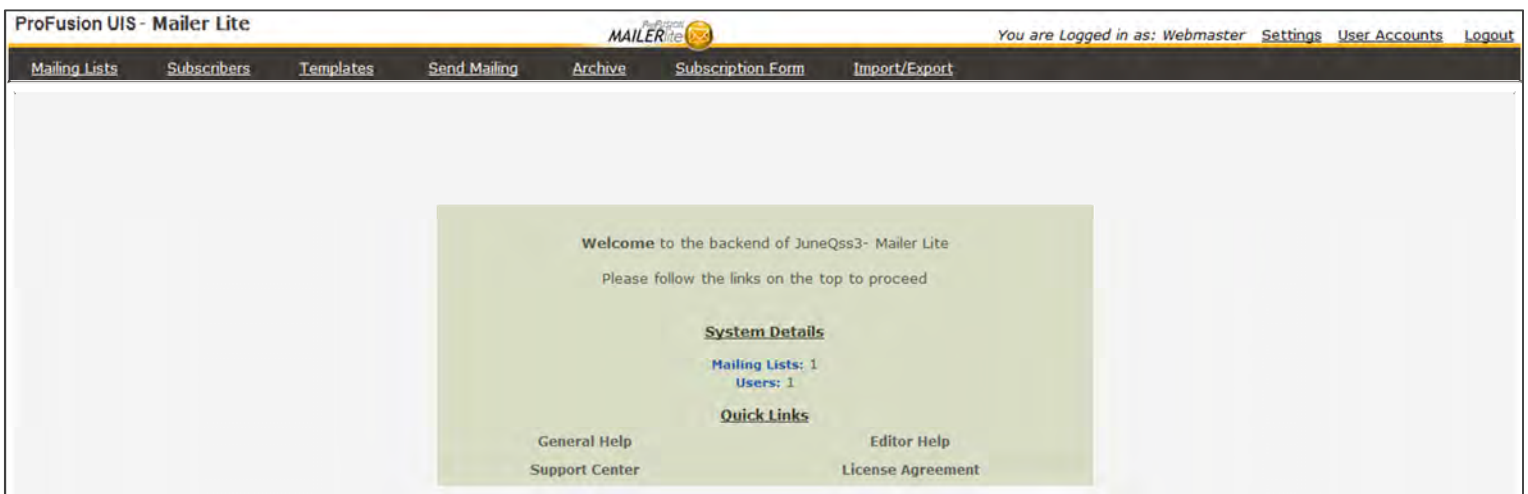 ProFusion UIS - Mailer Lite
ProFusion MAILERlite
You are Logged in as: Webmaster Settings User Accounts Logout
Mailing Lists Subscribers Templates Send Mailing Archive Subscription Form Import/Export
Welcome to the backend of JuneQss3- Mailer Lite
Please follow the links on the top to proceed
System Details
Mailing Lists: 1
Users: 1
Quick Links
General Help Editor Help
Support Center License Agreement